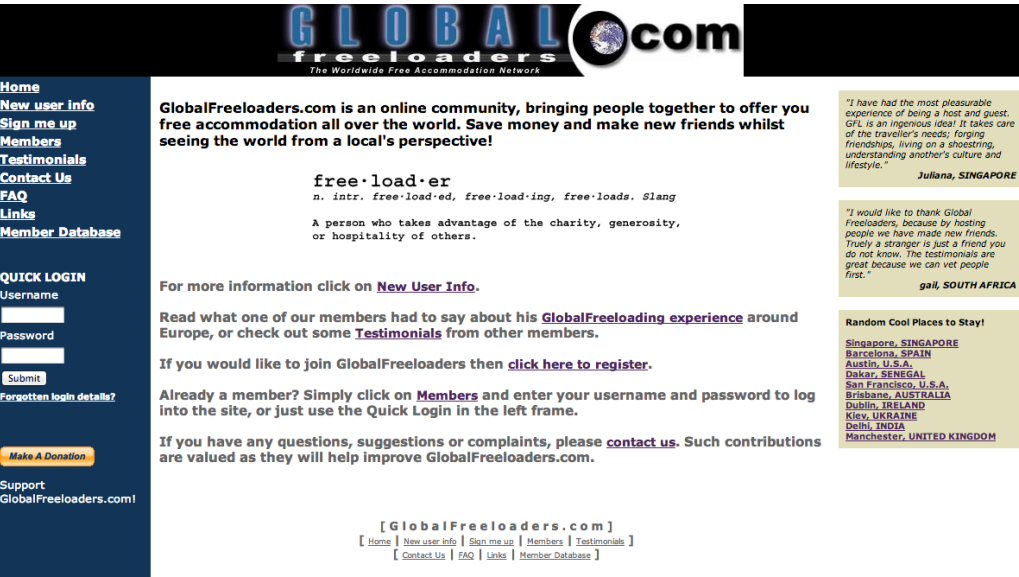 GLOBAL
freeloaders
.com
The Worldwide Free Accommodation Network
Home
New user info
Sign me up
Members
Testimonials
Contact Us
FAQ
Links
Member Database
QUICK LOGIN
Username
Password
Submit
Forgotten login details?
Make A Donation
Support
GlobalFreeloaders.com!
GlobalFreeloaders.com is an online community, bringing people together to offer you
free accommodation all over the world. Save money and make new friends whilst
seeing the world from a local's perspective!
free·load·er
n. intr. free·load·ed, free·load·ing, free·loads. Slang
A person who takes advantage of the charity, generosity,
or hospitality of others.
For more information click on New User Info.
Read what one of our members had to say about his GlobalFreeloading experience around
Europe, or check out some Testimonials from other members.
If you would like to join GlobalFreeloaders then click here to register.
Already a member? Simply click on Members and enter your username and password to log
into the site, or just use the Quick Login in the left frame.
If you have any questions, suggestions or complaints, please contact us. Such contributions
are valued as they will help improve GlobalFreeloaders.com.
[GlobalFreeloaders.com]
[ Home | New user info | Sign me up | Members | Testimonials ]
[ Contact Us | FAQ | Links | Member Database ]
"I have had the most pleasurable
experience of being a host and guest.
GFL is an ingenious idea! It takes care
of the traveller's needs; forging
friendships, living on a shoestring,
understanding another's culture and
lifestyle."
Juliana, SINGAPORE
"I would like to thank Global
Freeloaders, because by hosting
people we have made new friends.
Truely a stranger is just a friend you
do not know. The testimonials are
great because we can vet people
first."
gail, SOUTH AFRICA
Random Cool Places to Stay!
Singapore, SINGAPORE
Barcelona, SPAIN
Austin, U.S.A.
Dakar, SENEGAL
San Francisco, U.S.A.
Brisbane, AUSTRALIA
Dublin, IRELAND
Kiev, UKRAINE
Delhi, INDIA
Manchester, UNITED KINGDOM